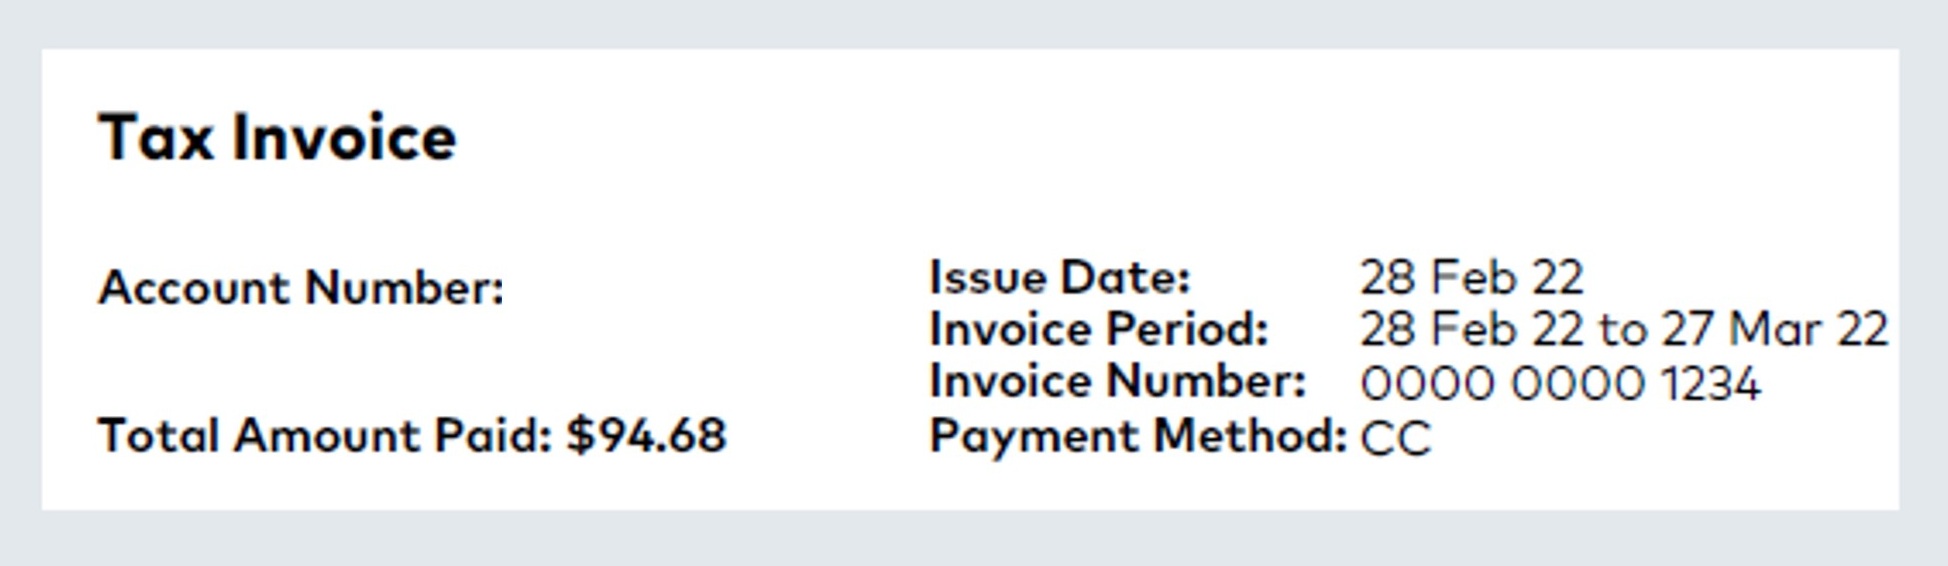 Tax Invoice
Account Number:
Total Amount Paid: $94.68
Issue Date: 28 Feb 22
Invoice Period: 28 Feb 22 to 27 Mar 22
Invoice Number: 0000 0000 1234
Payment Method: CC